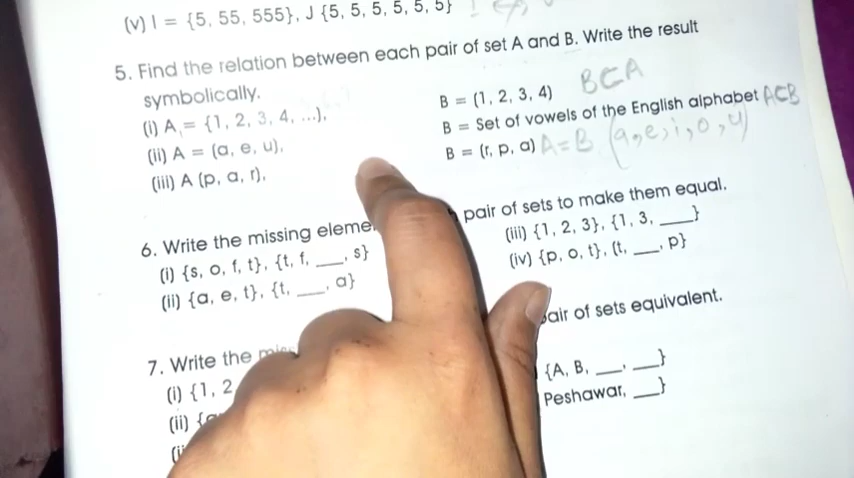 (v) I = {5, 55, 555}, J {5, 5, 5, 5, 5, 5}
5. Find the relation between each pair of set A and B. Write the result
symbolically.
(i) A = {1, 2, 3, 4, ...}, B = (1, 2, 3, 4) B⊂A
(ii) A = (a, e, u), B = Set of vowels of the English alphabet A⊂B
(iii) A (p, a, r), B = (r, p, a) A=B (a,e,i,o,u)
6. Write the missing pair of sets to make them equal.
(i) {s, o, f, t}, {t, f, ___, s} (iii) {1, 2, 3}, {1, 3, ___}
(ii) {a, e, t}, {t, ___, a} (iv) {p, o, t}, (t, ___, p}
7. Write the pair of sets equivalent.
(i) {1, 2 {A, B, ___, ___}
(ii) Peshawar, ___}